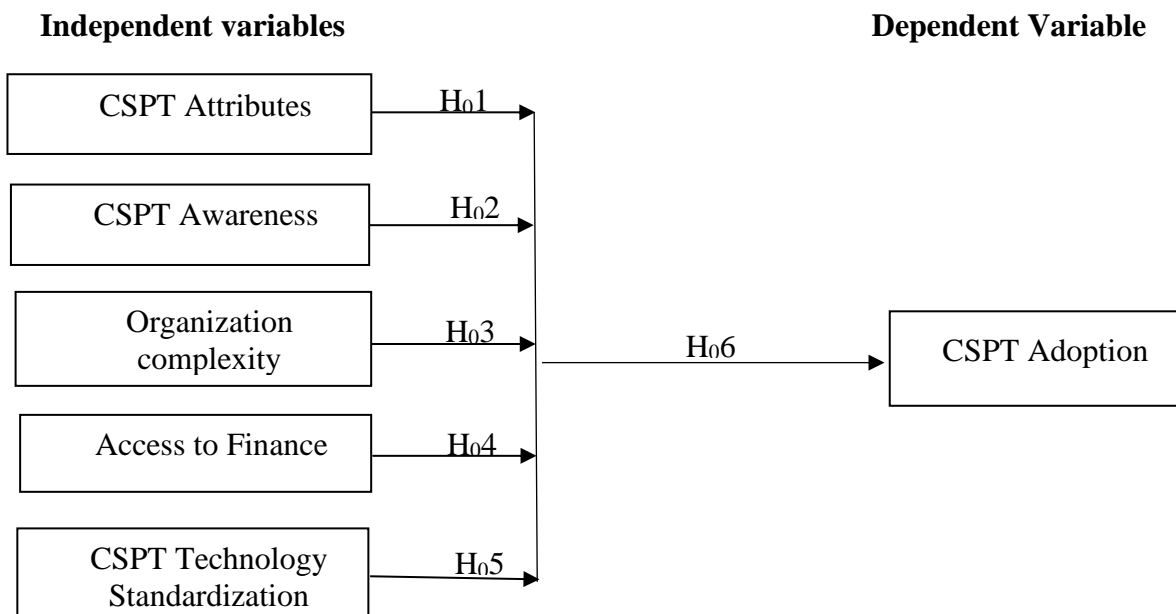 Independent variables
Dependent Variable
CSPT Attributes
H₀1
CSPT Awareness
H₀2
Organization
complexity
H₀3
H₀6
CSPT Adoption
Access to Finance
H₀4
CSPT Technology
Standardization
H₀5